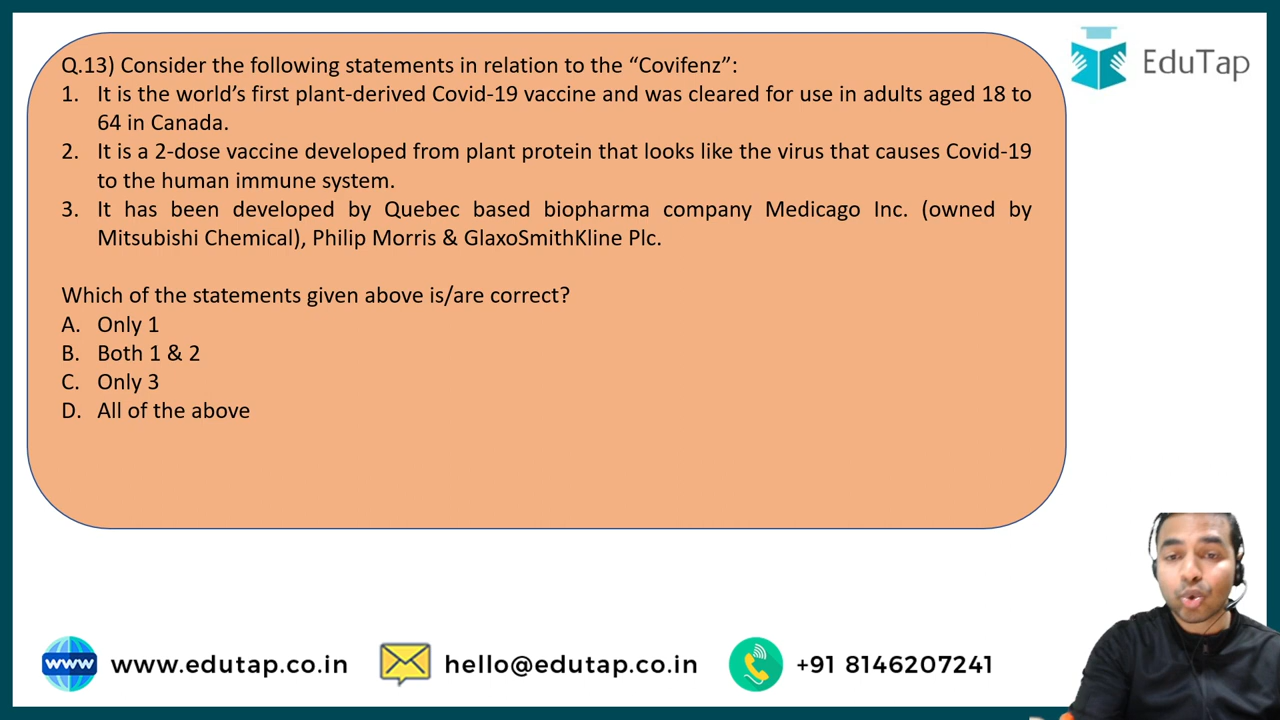 Q.13) Consider the following statements in relation to the “Covifenz”:
1. It is the world’s first plant-derived Covid-19 vaccine and was cleared for use in adults aged 18 to
64 in Canada.
2. It is a 2-dose vaccine developed from plant protein that looks like the virus that causes Covid-19
to the human immune system.
3. It has been developed by Quebec based biopharma company Medicago Inc. (owned by
Mitsubishi Chemical), Philip Morris & GlaxoSmithKline Plc.
Which of the statements given above is/are correct?
A. Only 1
B. Both 1 & 2
C. Only 3
D. All of the above
EduTap
www www.edutap.co.in hello@edutap.co.in +91 8146207241